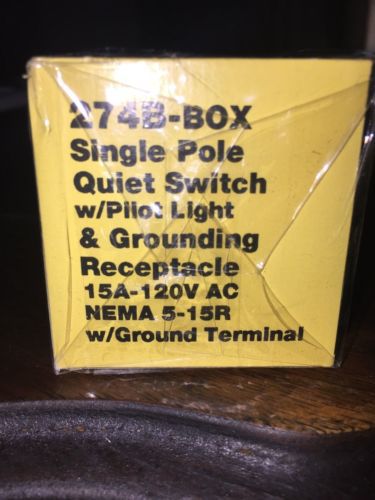 274B-BOX
Single Pole
Quiet Switch
w/Pilot Light
& Grounding
Receptacle
15A-120V AC
NEMA 5-15R
w/Ground Terminal